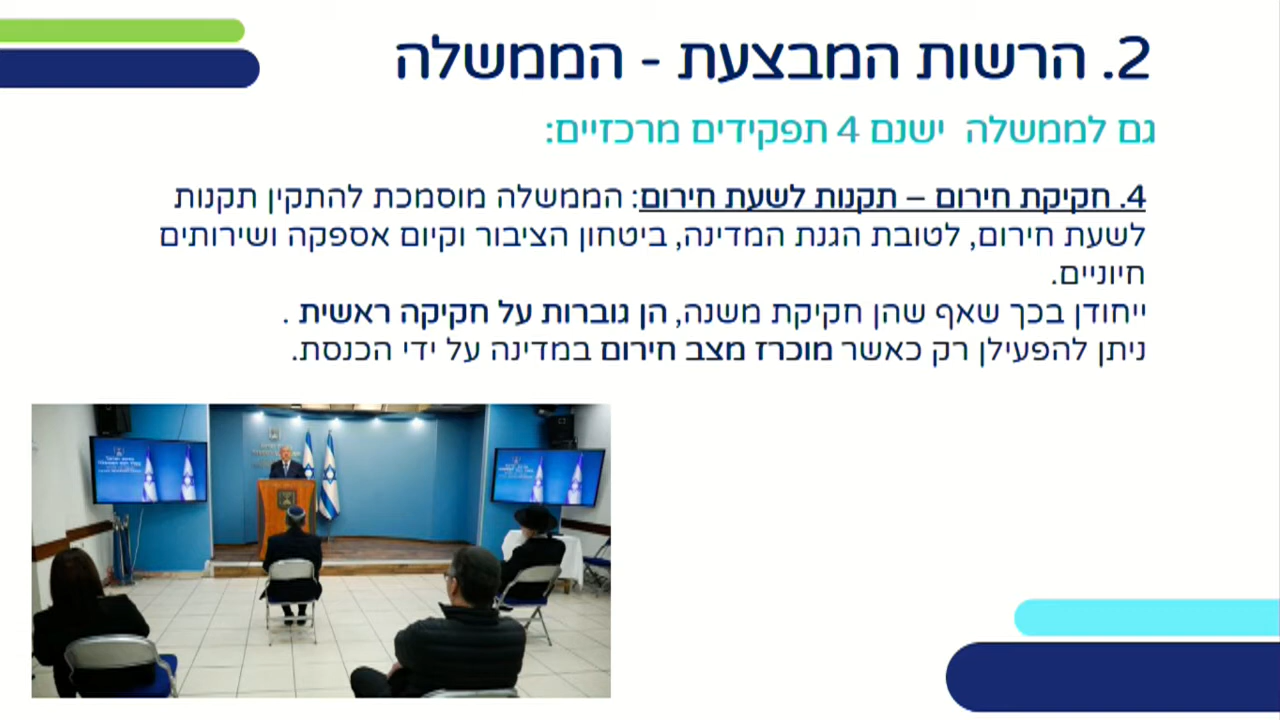 2. הרשות המבצעת - הממשלה
גם לממשלה ישנם 4 תפקידים מרכזיים:
4. חקיקת חירום – תקנות לשעת חירום: הממשלה מוסמכת להתקין תקנות
לשעת חירום, לטובת הגנת המדינה, ביטחון הציבור וקיום אספקה ושירותים
חיוניים.
ייחודן בכך שאף שהן חקיקת משנה, הן גוברות על חקיקה ראשית .
ניתן להפעילן רק כאשר מוכרז מצב חירום במדינה על ידי הכנסת.